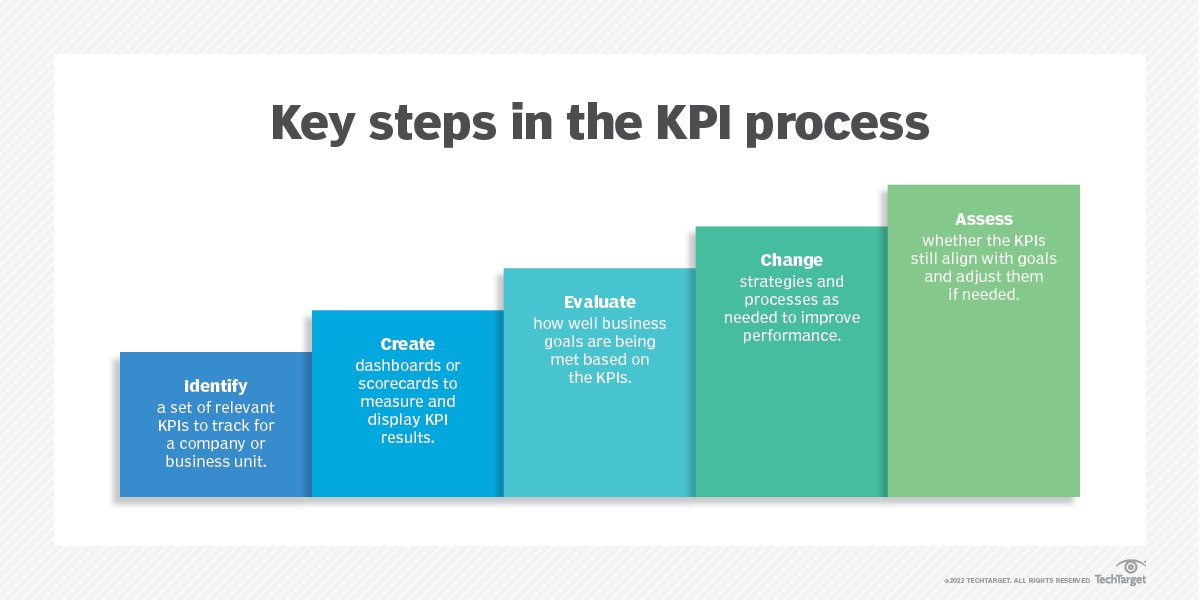 Key steps in the KPI process
Identify
a set of relevant
KPIs to track for
a company or
business unit.
Create
dashboards or
scorecards to
measure and
display KPI
results.
Evaluate
how well business
goals are being
met based on
the KPIs.
Change
strategies and
processes as
needed to improve
performance.
Assess
whether the KPIs
still align with goals
and adjust them
if needed.
©2022 TECHTARGET. ALL RIGHTS RESERVED TechTarget